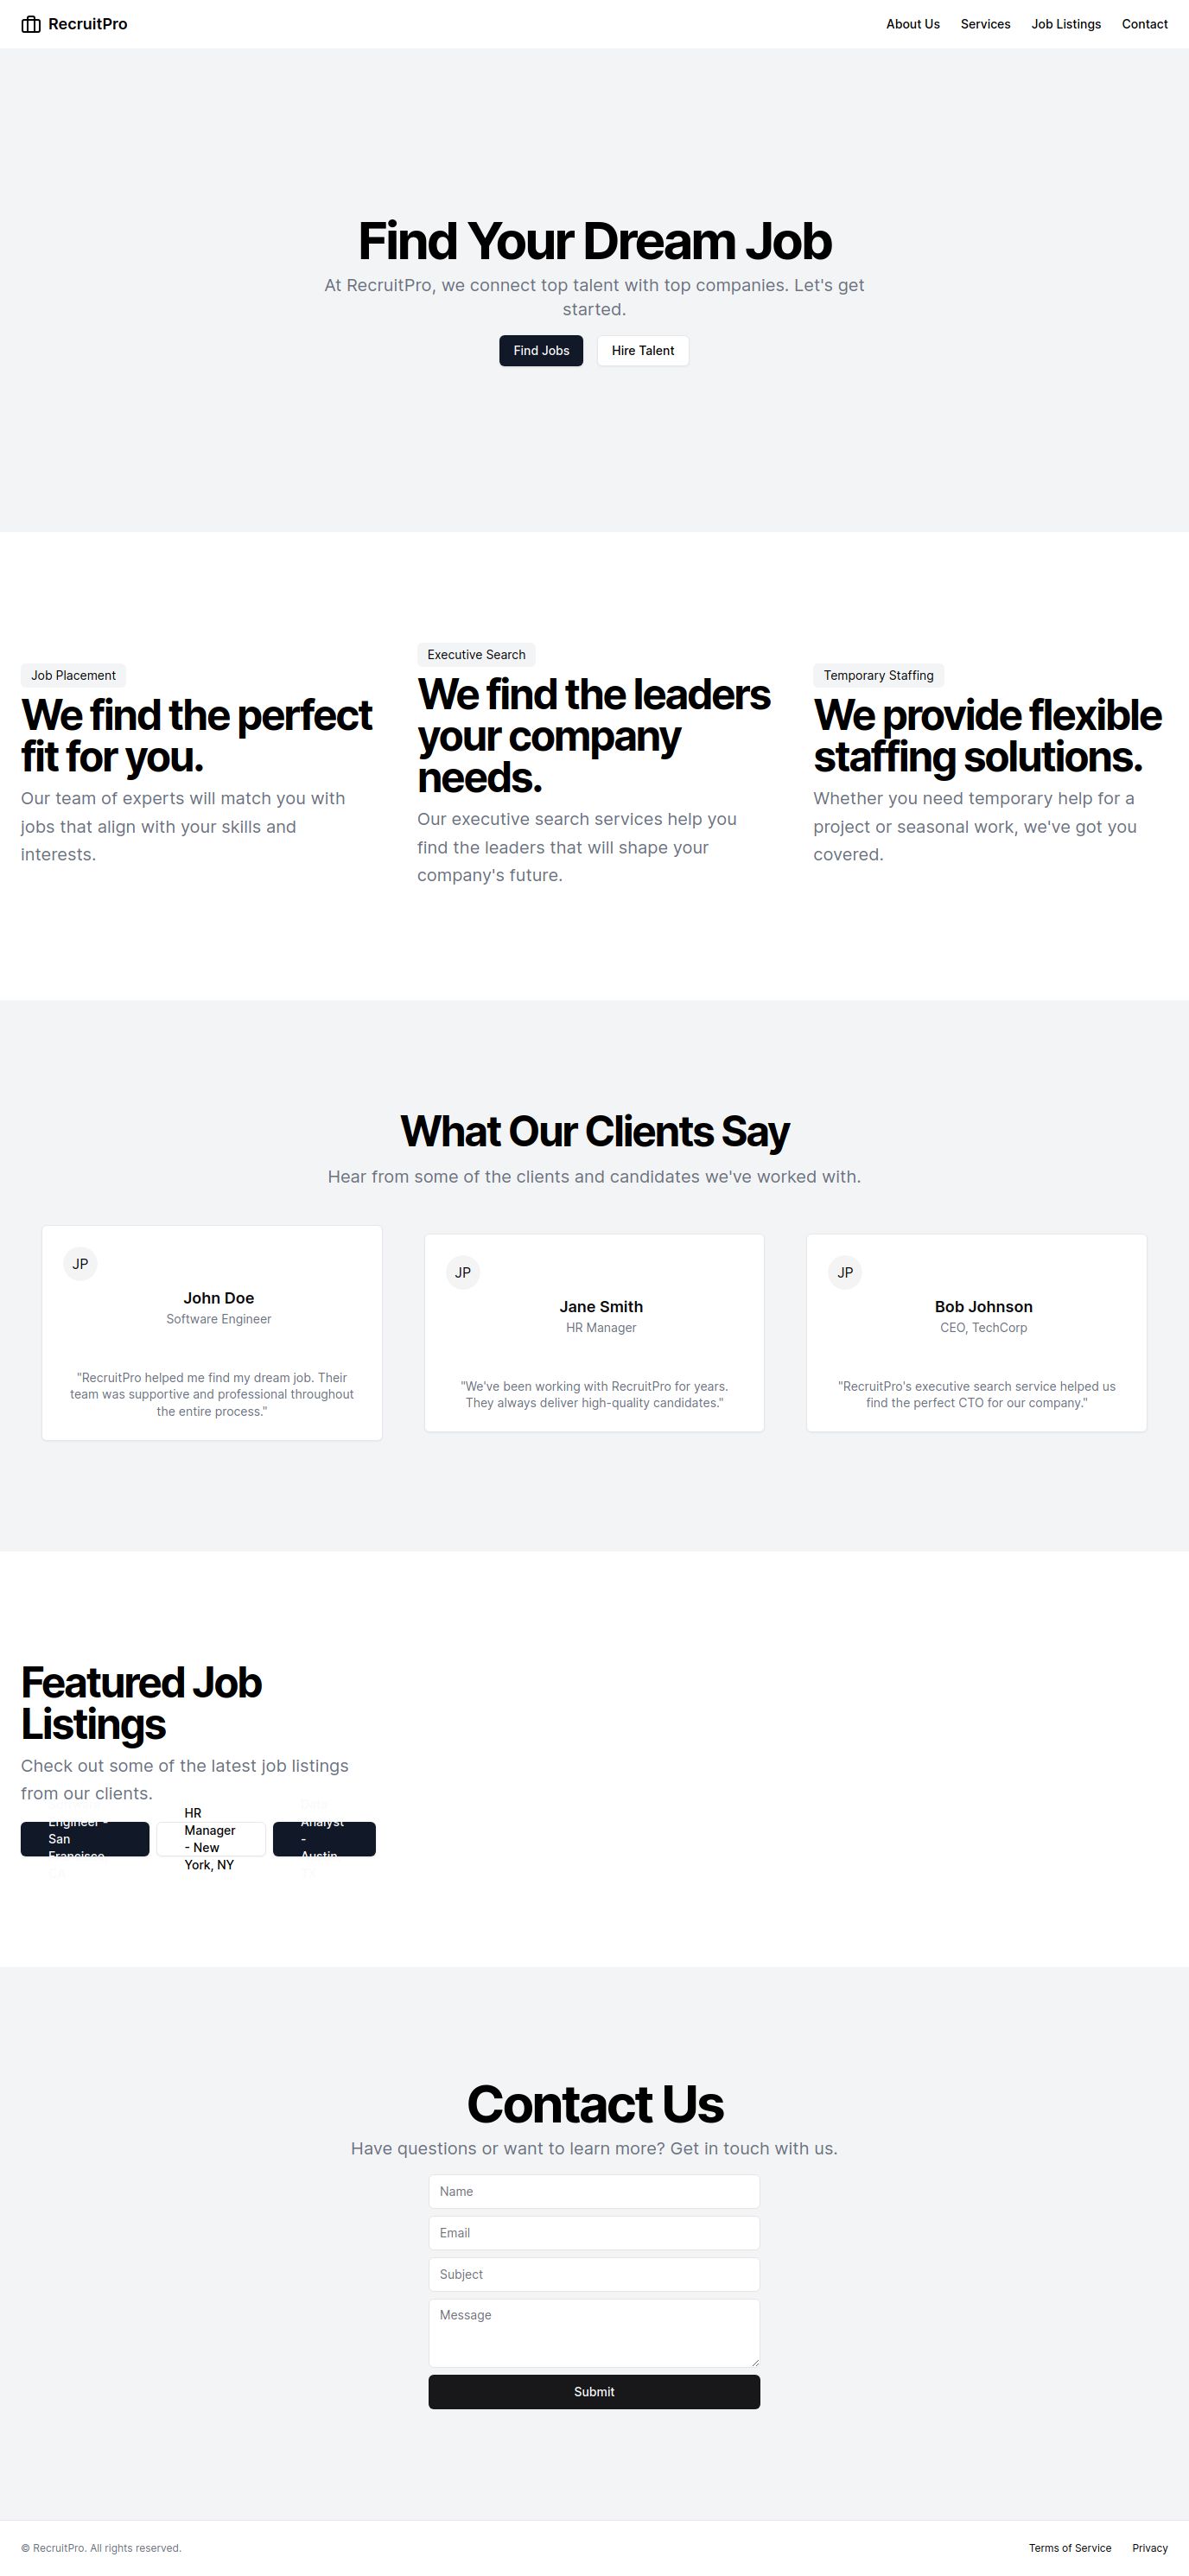 RecruitPro
About Us Services Job Listings Contact
Find Your Dream Job
At RecruitPro, we connect top talent with top companies. Let's get
started.
Find Jobs
Hire Talent
Job Placement
We find the perfect
fit for you.
Our team of experts will match you with
jobs that align with your skills and
interests.
Executive Search
We find the leaders
your company
needs.
Our executive search services help you
find the leaders that will shape your
company's future.
Temporary Staffing
We provide flexible
staffing solutions.
Whether you need temporary help for a
project or seasonal work, we've got you
covered.
What Our Clients Say
Hear from some of the clients and candidates we've worked with.
JP
John Doe
Software Engineer
"RecruitPro helped me find my dream job. Their
team was supportive and professional throughout
the entire process."
JP
Jane Smith
HR Manager
"We've been working with RecruitPro for years.
They always deliver high-quality candidates."
JP
Bob Johnson
CEO, TechCorp
"RecruitPro's executive search service helped us
find the perfect CTO for our company."
Featured Job
Listings
Check out some of the latest job listings
from our clients.
Engineer -
San
Francisco,
HR
Manager
- New
York, NY
Analyst
-
Austin,
Contact Us
Have questions or want to learn more? Get in touch with us.
Name
Email
Subject
Message
Submit
© RecruitPro. All rights reserved.
Terms of Service Privacy